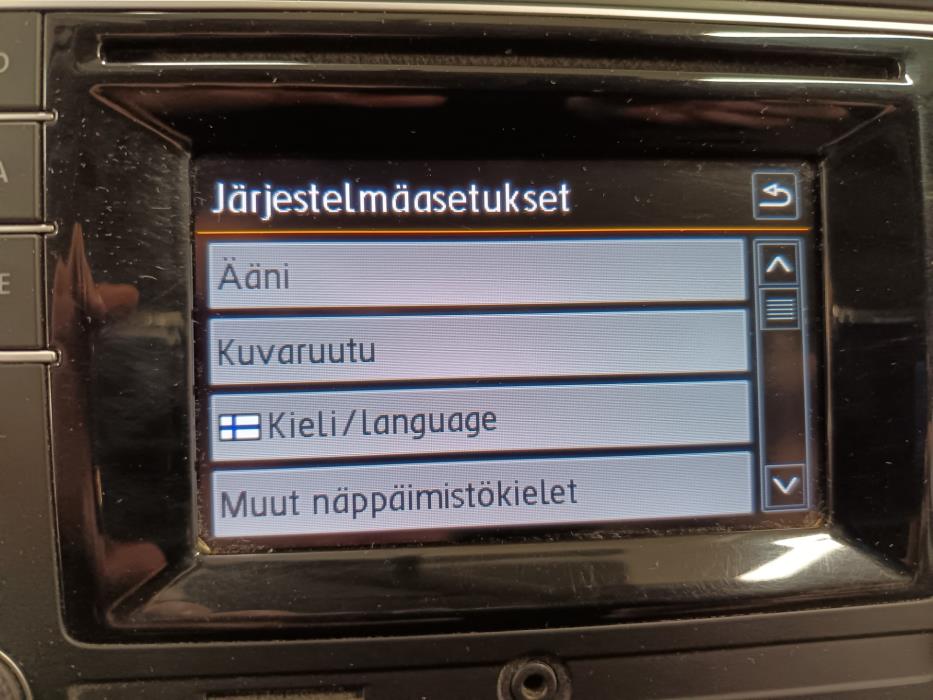 Järjestelmäasetukset
Ääni
Kuvaruutu
Kieli/language
Muut näppäimistökielet